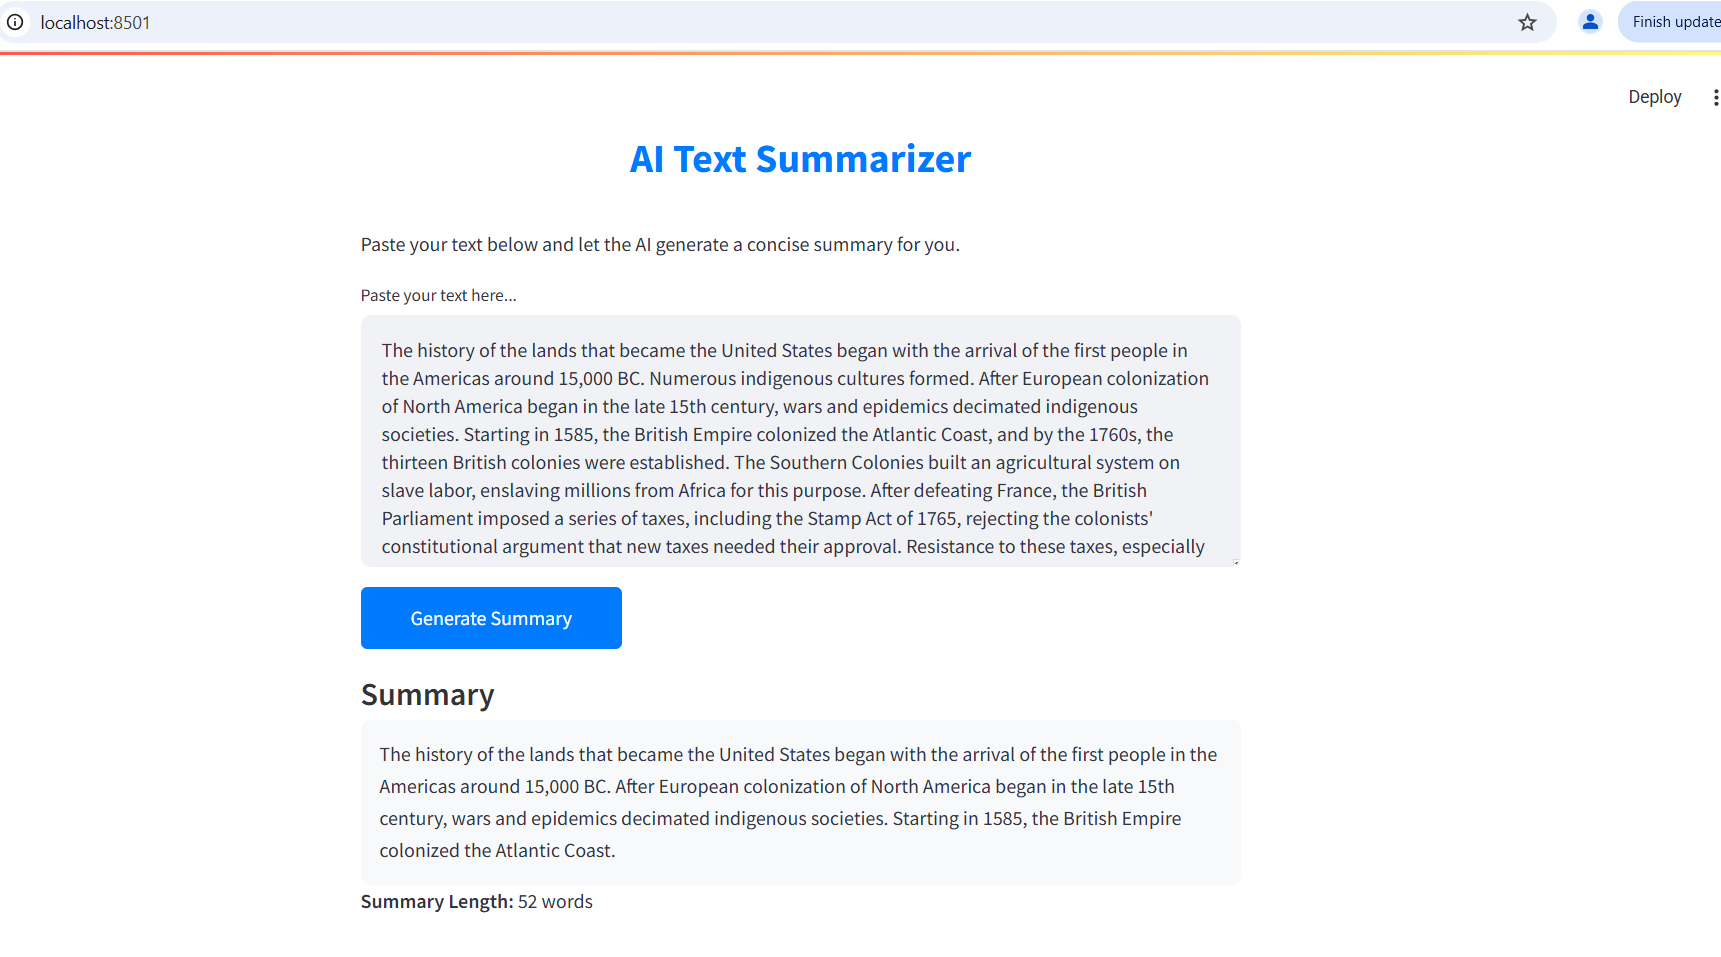 localhost:8501
Finish update
Deploy
AI Text Summarizer
Paste your text below and let the AI generate a concise summary for you.
Paste your text here...
The history of the lands that became the United States began with the arrival of the first people in
the Americas around 15,000 BC. Numerous indigenous cultures formed. After European colonization
of North America began in the late 15th century, wars and epidemics decimated indigenous
societies. Starting in 1585, the British Empire colonized the Atlantic Coast, and by the 1760s, the
thirteen British colonies were established. The Southern Colonies built an agricultural system on
slave labor, enslaving millions from Africa for this purpose. After defeating France, the British
Parliament imposed a series of taxes, including the Stamp Act of 1765, rejecting the colonists'
constitutional argument that new taxes needed their approval. Resistance to these taxes, especially
Generate Summary
Summary
The history of the lands that became the United States began with the arrival of the first people in the
Americas around 15,000 BC. After European colonization of North America began in the late 15th
century, wars and epidemics decimated indigenous societies. Starting in 1585, the British Empire
colonized the Atlantic Coast.
Summary Length: 52 words